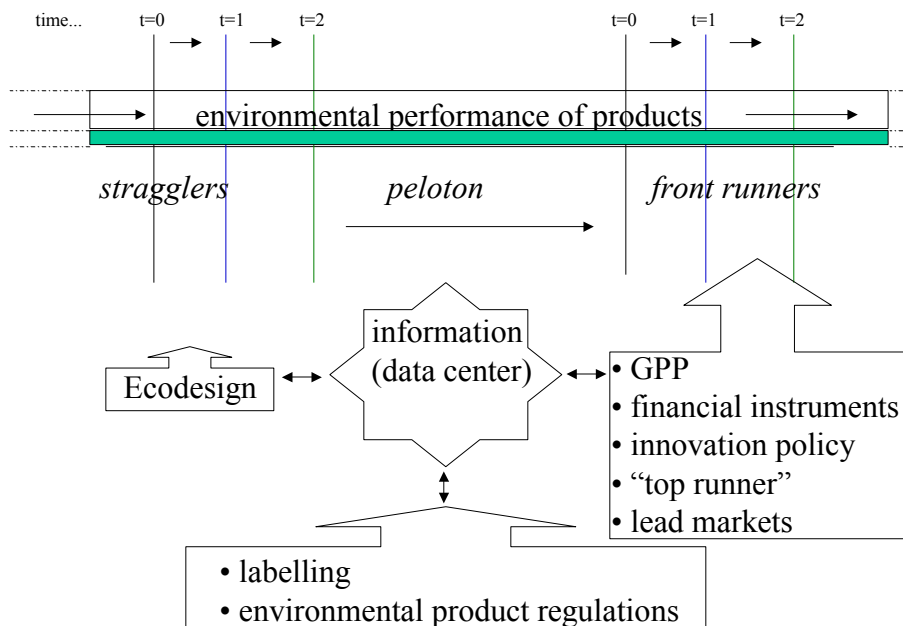 time... t=0 t=1 t=2 t=0 t=1 t=2
environmental performance of products
stragglers peloton front runners
information
(data center)
Ecodesign
• GPP
• financial instruments
• innovation policy
• “top runner”
• lead markets
• labelling
• environmental product regulations